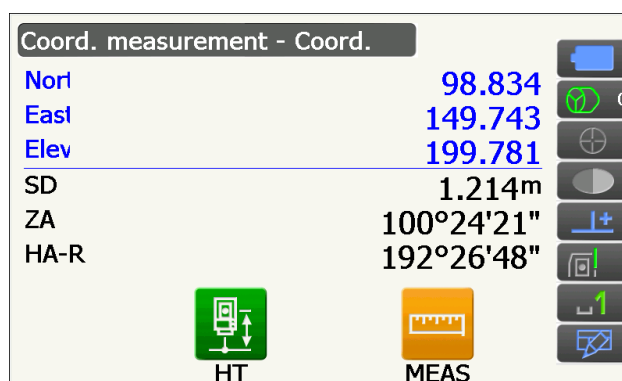 Coord. measurement - Coord.
Nort 98.834
East 149.743
Elev 199.781
SD 1.214m
ZA 100°24'21"
HA-R 192°26'48"
HT MEAS